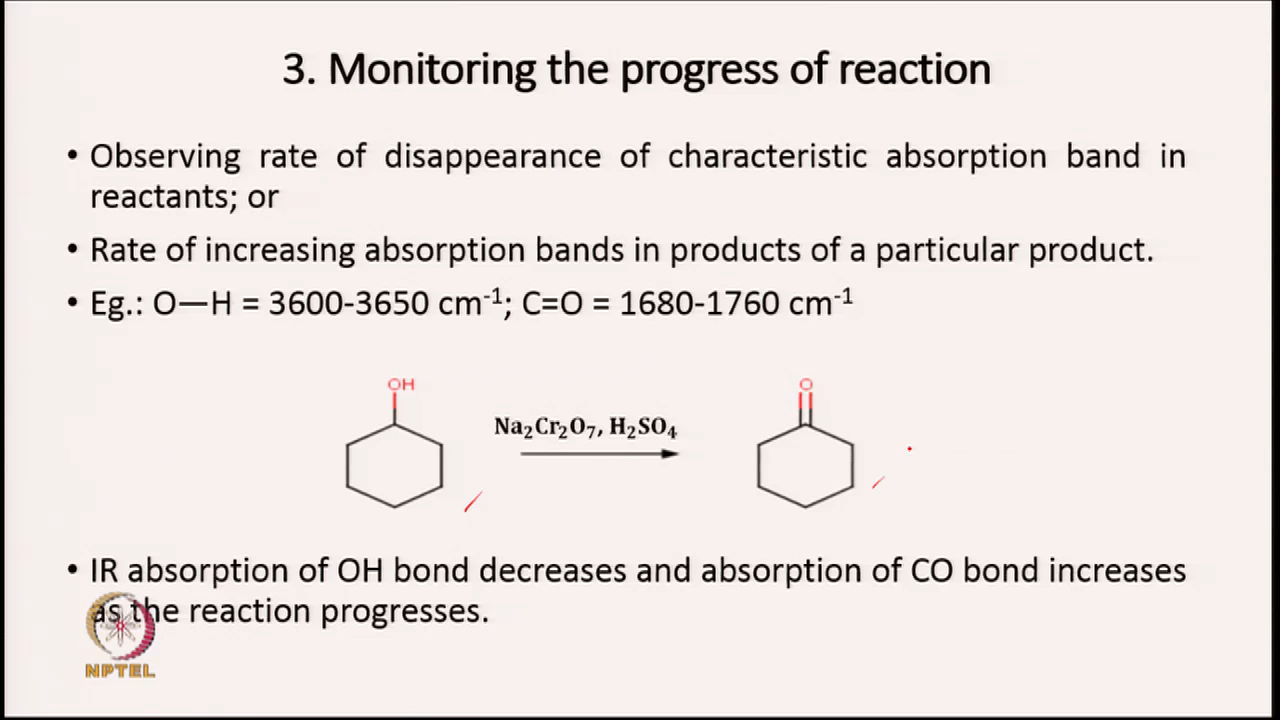 3. Monitoring the progress of reaction
• Observing rate of disappearance of characteristic absorption band in
reactants; or
• Rate of increasing absorption bands in products of a particular product.
• Eg.: O—H = 3600-3650 cm⁻¹; C=O = 1680-1760 cm⁻¹
OH
O
Na₂Cr₂O₇, H₂SO₄
• IR absorption of OH bond decreases and absorption of CO bond increases
as the reaction progresses.
NPTEL